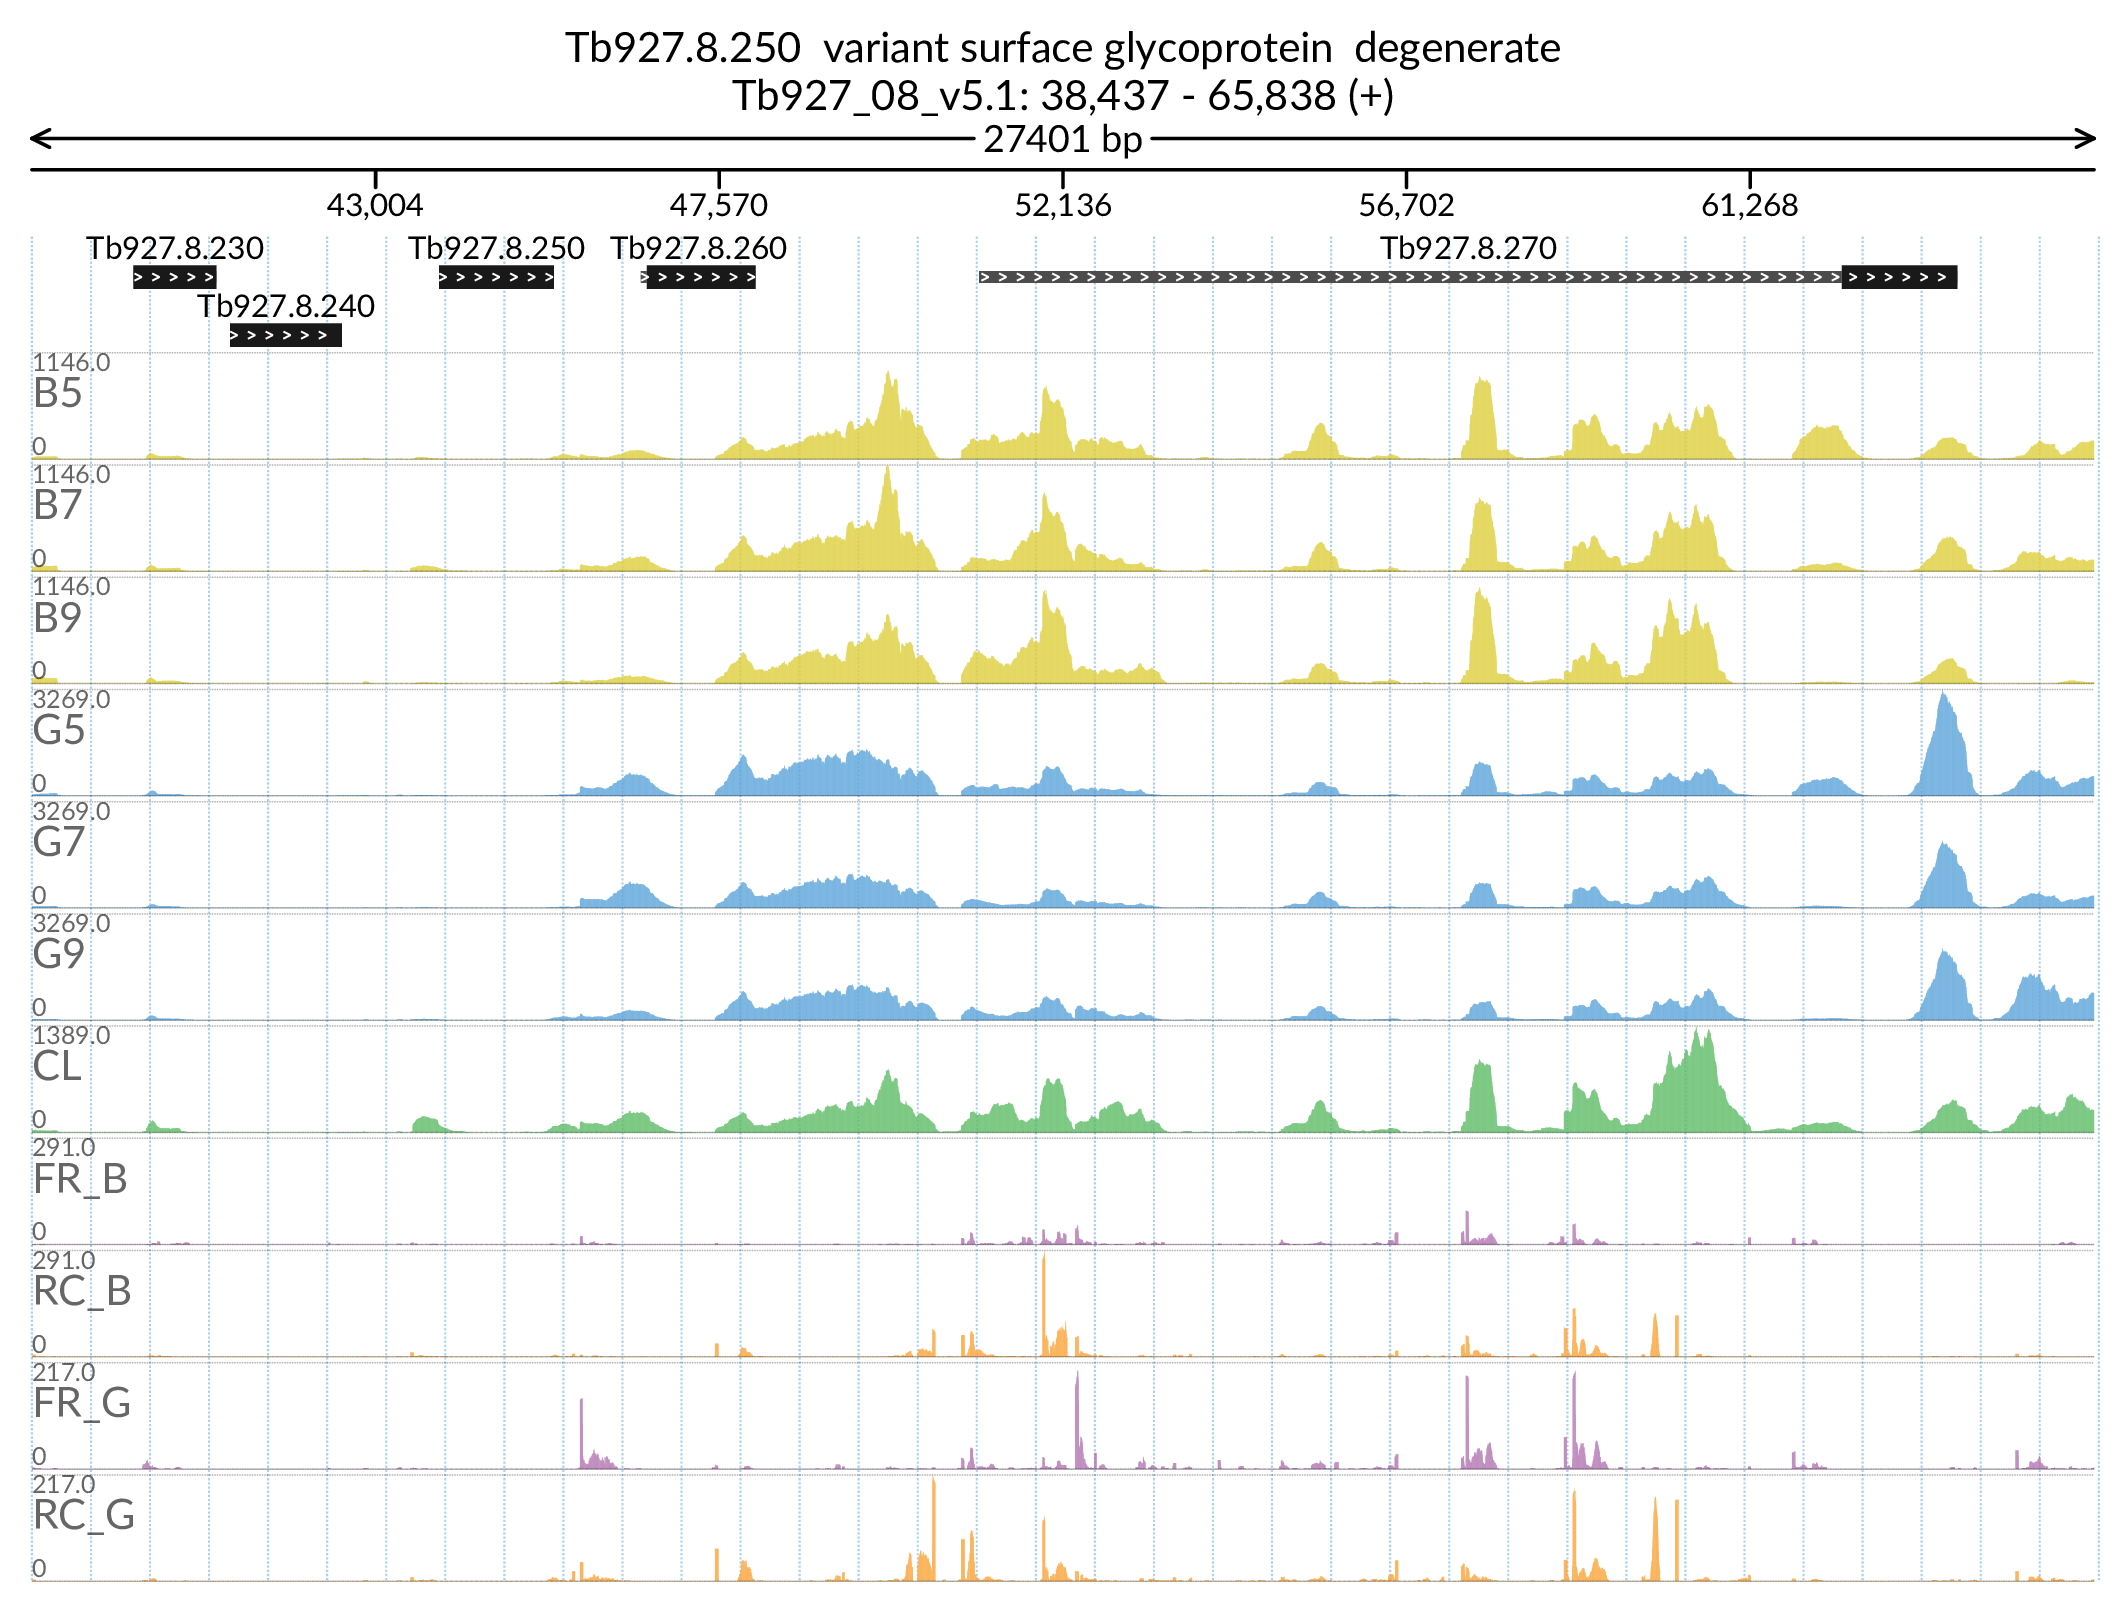 Tb927.8.250  variant surface glycoprotein  degenerate
Tb927_08_v5.1: 38,437 - 65,838 (+)
27401 bp
43,004 47,570 52,136 56,702 61,268
Tb927.8.230 Tb927.8.250 Tb927.8.260 Tb927.8.270
Tb927.8.240
1146.0
B5
0
1146.0
B7
0
1146.0
B9
0
3269.0
G5
0
3269.0
G7
0
3269.0
G9
0
1389.0
CL
0
291.0
FR_B
0
291.0
RC_B
0
217.0
FR_G
0
217.0
RC_G
0